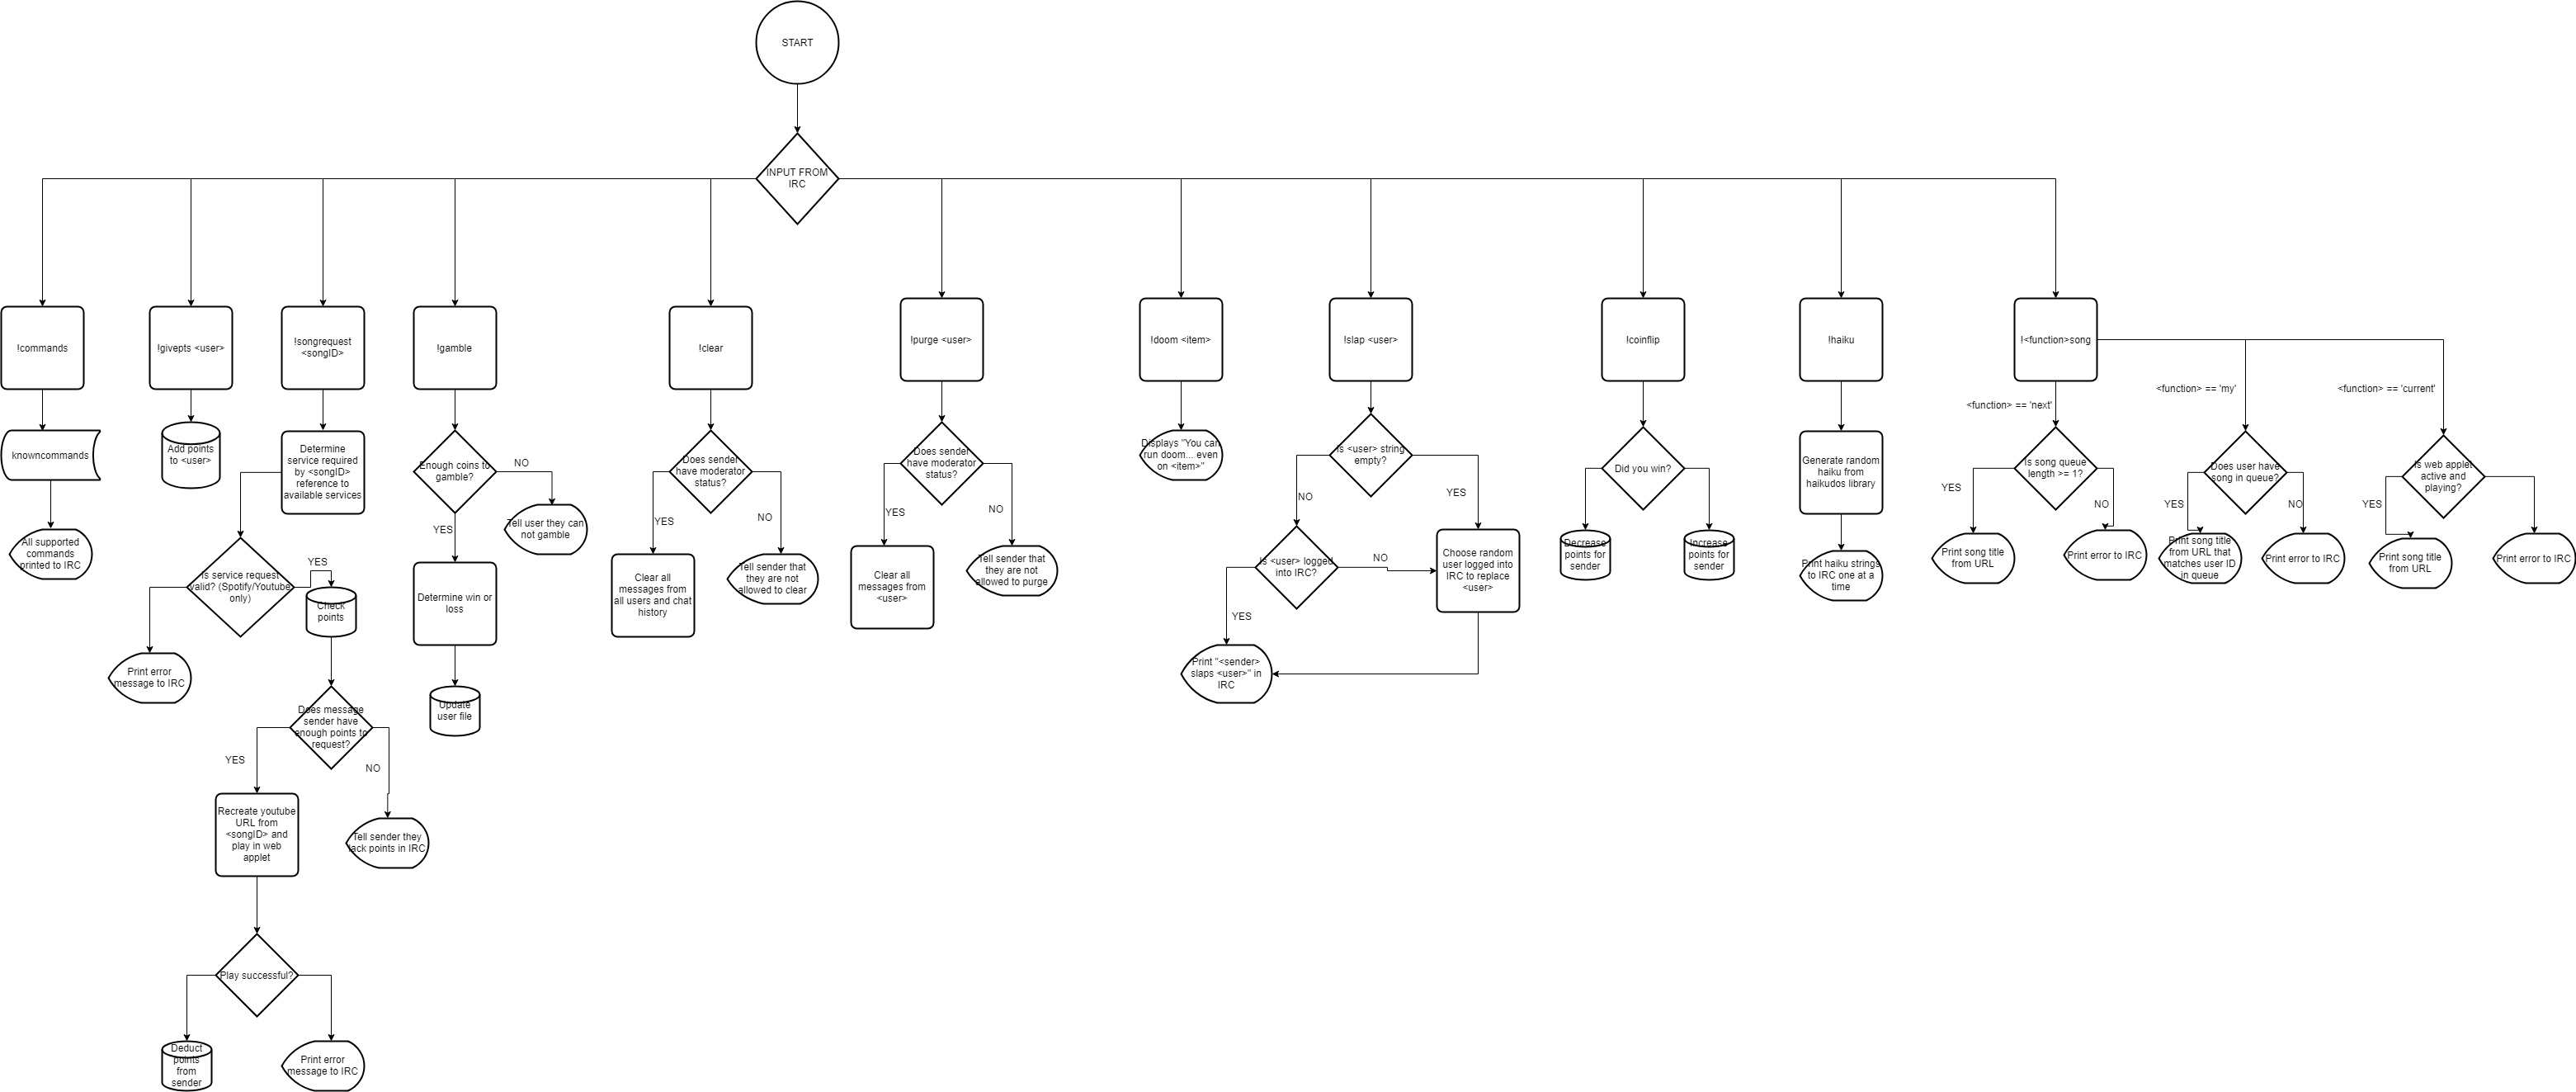 START
INPUT FROM
IRC
!commands
knowncommands
All supported
commands
printed to IRC
!givepts <user>
Add points
to <user>
!songrequest
<songID>
Determine
service required
by <songID>
reference to
available services
Is service request
valid? (Spotify/Youtube
only)
YES
Print error
message to IRC
Check
points
Does message
sender have
enough points to
request?
YES
NO
Recreate youtube
URL from
<songID> and
play in web
applet
Tell sender they
lack points in IRC
Play successful?
Deduct
points
from
sender
Print error
message to IRC
!gamble
Enough coins to
gamble?
NO
YES
Tell user they can
not gamble
Determine win or
loss
Update
user file
!clear
Does sender
have moderator
status?
YES
NO
Clear all
messages from
all users and chat
history
Tell sender that
they are not
allowed to clear
!purge <user>
Does sender
have moderator
status?
YES
NO
Clear all
messages from
<user>
Tell sender that
they are not
allowed to purge
!doom <item>
Displays "You can
run doom... even
on <item>"
!slap <user>
Is <user> string
empty?
NO
YES
Is <user> logged
into IRC?
NO
YES
Choose random
user logged into
IRC to replace
<user>
Print "<sender>
slaps <user>" in
IRC
!coinflip
Did you win?
Decrease
points for
sender
Increase
points for
sender
!haiku
Generate random
haiku from
haikudos library
Print haiku strings
to IRC one at a
time
!<function>song
<function> == 'next'
<function> == 'my'
<function> == 'current'
Is song queue
length >= 1?
YES
NO
Print song title
from URL
Print error to IRC
Does user have
song in queue?
YES
NO
Print song title
from URL that
matches user ID
in queue
Print error to IRC
Is web applet
active and
playing?
YES
Print song title
from URL
Print error to IRC